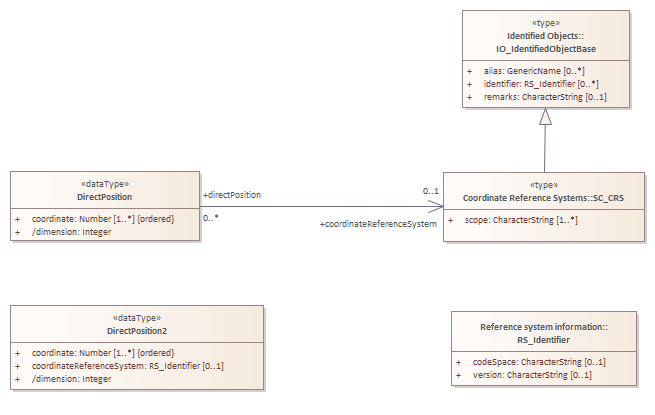 «type»
Identified Objects::
IO_IdentifiedObjectBase
+ alias: GenericName [0..*]
+ identifier: RS_Identifier [0..*]
+ remarks: CharacterString [0..1]
«dataType»
DirectPosition
+ coordinate: Number [1..*] {ordered}
+ /dimension: Integer
+directPosition
0..*
0..1
+coordinateReferenceSystem
«type»
Coordinate Reference Systems::SC_CRS
+ scope: CharacterString [1..*]
«dataType»
DirectPosition2
+ coordinate: Number [1..*] {ordered}
+ coordinateReferenceSystem: RS_Identifier [0..1]
+ /dimension: Integer
Reference system information::
RS_Identifier
+ codeSpace: CharacterString [0..1]
+ version: CharacterString [0..1]